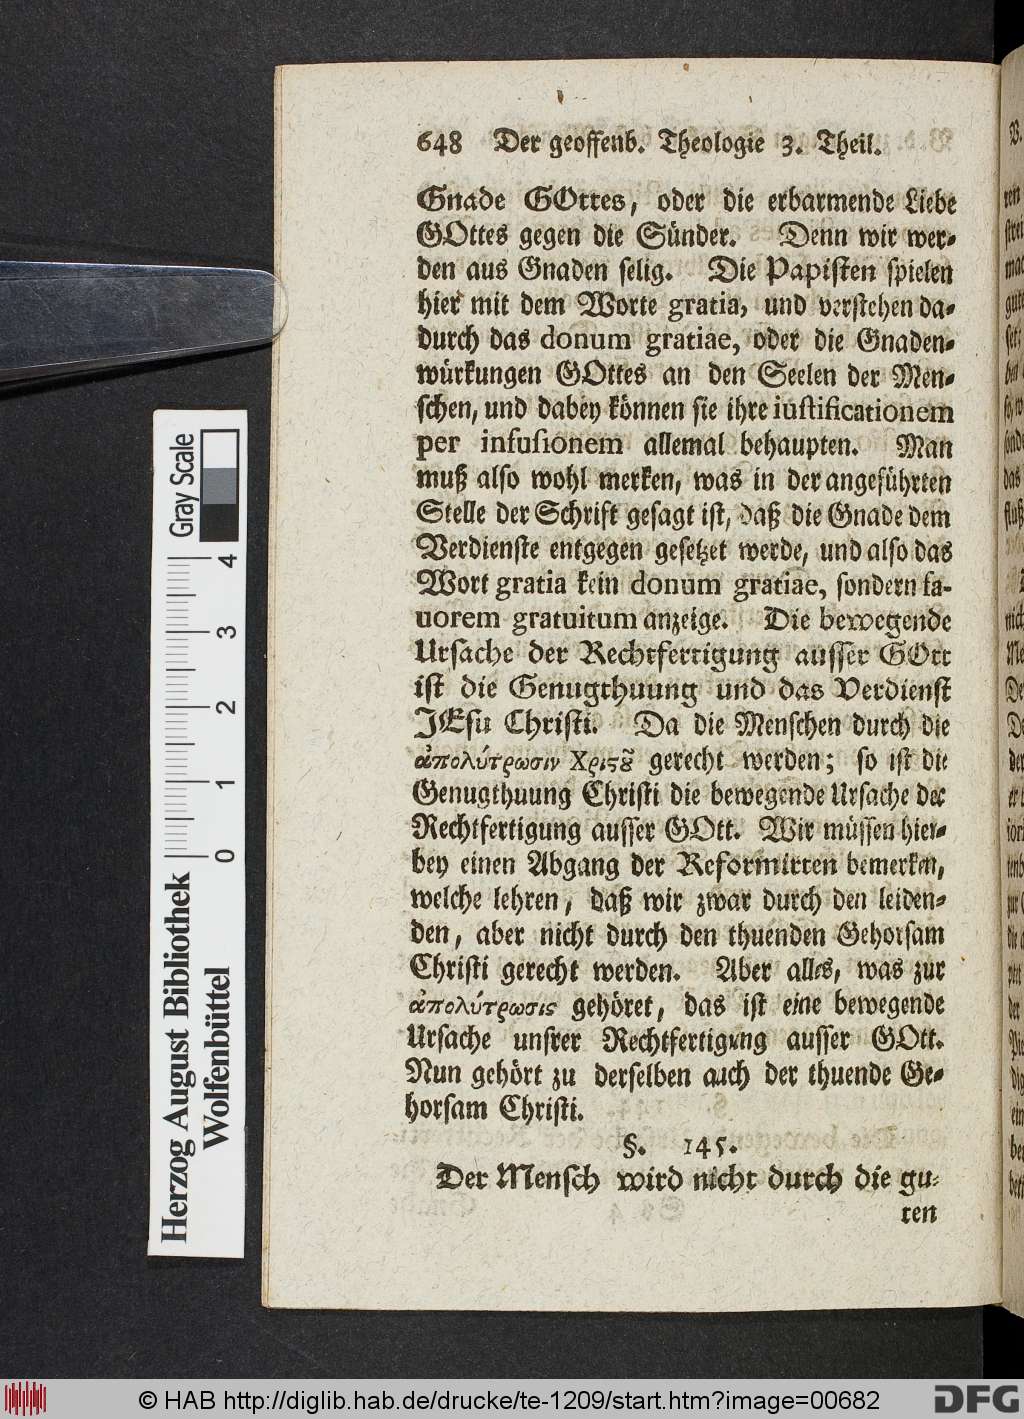 648 Der geoffenb. Theologie 3. Theil.
Gnade GOttes, oder die erbarmende Liebe
GOttes gegen die Sünder. Denn wir wer-
den aus Gnaden selig. Die Papisten spielen
hier mit dem Worte gratia, und verstehen da-
durch das donum gratiae, oder die Gnaden-
würkungen GOttes an den Seelen der Men-
schen, und dabey können sie ihre iustificationem
per infusionem allemal behaupten. Man
muß also wohl merken, was in der angeführten
Stelle der Schrift gesagt ist, daß die Gnade dem
Verdienste entgegen gesetzet werde, und also das
Wort gratia kein donum gratiae, sondern fa-
uorem gratuitum anzeige. Die bewegende
Ursache der Rechtfertigung ausser GOtt
ist die Genugthuung und das Verdienst
JEsu Christi. Da die Menschen durch die
ἀπολύτρωσιν Χριςȣ͂ gerecht werden; so ist die
Genugthuung Christi die bewegende Ursache der
Rechtfertigung ausser GOtt. Wir müssen hier-
bey einen Abgang der Reformirten bemerken,
welche lehren, daß wir zwar durch den leiden-
den, aber nicht durch den thuenden Gehorsam
Christi gerecht werden. Aber alles, was zur
ἀπολύτρωσις gehöret, das ist eine bewegende
Ursache unsrer Rechtfertigung ausser GOtt.
Nun gehört zu derselben auch der thuende Ge-
horsam Christi.
§. 145.
Der Mensch wird nicht durch die gu-
ten
Gray Scale
4 3 2 1 0
Herzog August Bibliothek
Wolfenbüttel
© HAB http://diglib.hab.de/drucke/te-1209/start.htm?image=00682
DFG